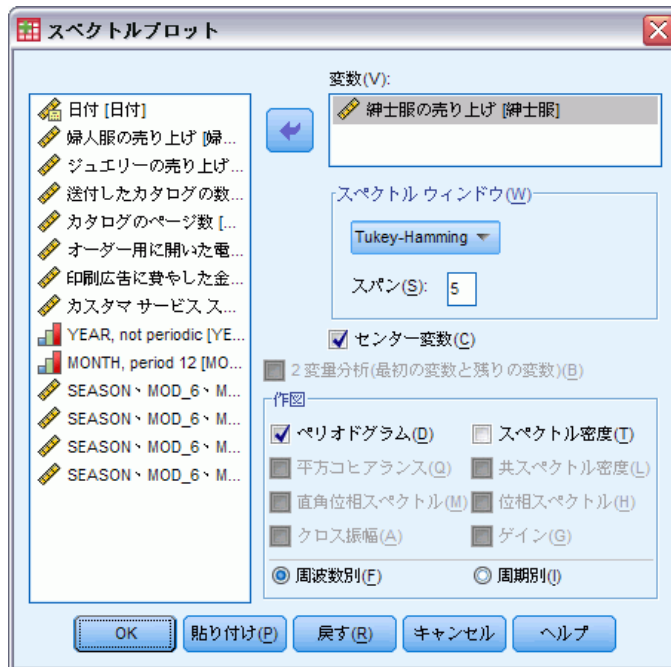 スペクトルプロット
日付 [日付]
婦人服の売り上げ [婦...
ジュエリーの売り上げ...
送付したカタログの数...
カタログのページ数 [...
オーダー用に開いた電...
印刷広告に費やした金...
カスタマ サービス ス...
YEAR, not periodic [YE...
MONTH, period 12 [MO...
SEASON、MOD_6、M...
SEASON、MOD_6、M...
SEASON、MOD_6、M...
SEASON、MOD_6、M...
変数(V):
紳士服の売り上げ [紳士服]
スペクトル ウィンドウ(W)
Tukey-Hamming
スパン(S): 5
センター変数(C)
2変量分析(最初の変数と残りの変数)(B)
作図
ペリオドグラム(D) スペクトル密度(T)
平方コヒアランス(Q) 共スペクトル密度(L)
直角位相スペクトル(M) 位相スペクトル(H)
クロス振幅(A) ゲイン(G)
周波数別(F) 周期別(I)
OK 貼り付け(P) 戻す(R) キャンセル ヘルプ